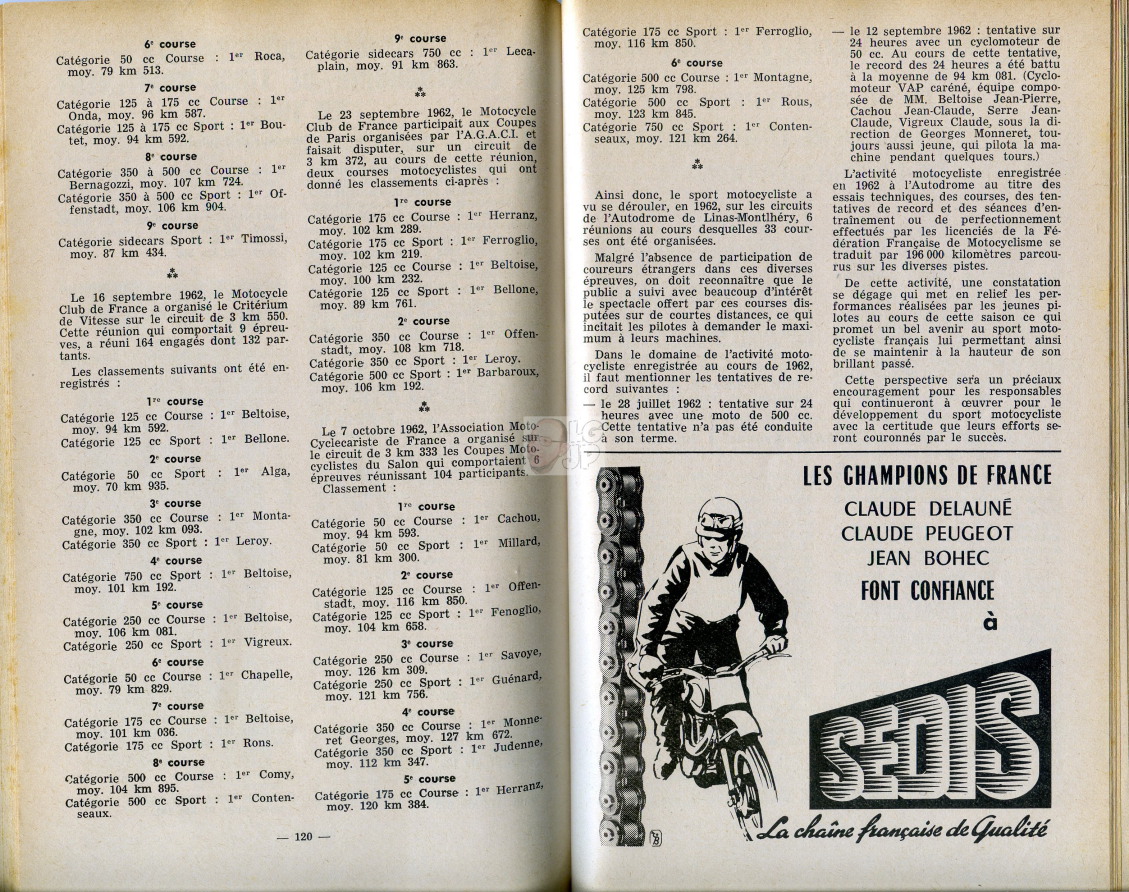 6e course
Catégorie 50 cc Course : 1er Roca,
moy. 79 km 513.
7e course
Catégorie 125 à 175 cc Course : 1er
Onda, moy. 96 km 587.
Catégorie 125 à 175 cc Sport : 1er Bou-
tet, moy. 94 km 592.
8e course
Catégorie 350 à 500 cc Course : 1er
Bernagozzi, moy. 107 km 724.
Catégorie 350 à 500 cc Sport : 1er Of-
fenstadt, moy. 106 km 904.
9e course
Catégorie sidecars Sport : 1er Timossi,
moy. 87 km 434.
***
Le 16 septembre 1962, le Motocycle
Club de France a organisé le Critérium
de Vitesse sur le circuit de 3 km 550.
Cette réunion qui comportait 9 épreu-
ves, a réuni 164 engagés dont 132 par-
tants.
Les classements suivants ont été en-
registrés :
1re course
Catégorie 125 cc Course : 1er Beltoise,
moy. 94 km 592.
Catégorie 125 cc Sport : 1er Bellone.
2e course
Catégorie 50 cc Sport : 1er Alga,
moy. 70 km 935.
3e course
Catégorie 350 cc Course : 1er Monta-
gne, moy. 102 km 093.
Catégorie 350 cc Sport : 1er Leroy.
4e course
Catégorie 750 cc Sport : 1er Beltoise,
moy. 101 km 192.
5e course
Catégorie 250 cc Course : 1er Beltoise,
moy. 106 km 081.
Catégorie 250 cc Sport : 1er Vigreux.
6e course
Catégorie 50 cc Course : 1er Chapelle,
moy. 79 km 829.
7e course
Catégorie 175 cc Course : 1er Beltoise,
moy. 101 km 036.
Catégorie 175 cc Sport : 1er Rons.
8e course
Catégorie 500 cc Course : 1er Comy,
moy. 104 km 895.
Catégorie 500 cc Sport : 1er Conten-
seaux.
9e course
Catégorie sidecars 750 cc : 1er Leca-
plain, moy. 91 km 863.
***
Le 23 septembre 1962, le Motocycle
Club de France participait aux Coupes
de Paris organisées par l'A.G.A.C.I. et
faisait disputer, sur un circuit de
3 km 372, au cours de cette réunion,
deux courses motocyclistes qui ont
donné les classements ci-après :
1re course
Catégorie 175 cc Course : 1er Herranz,
moy. 102 km 289.
Catégorie 175 cc Sport : 1er Ferroglio,
moy. 102 km 219.
Catégorie 125 cc Course : 1er Beltoise,
moy. 100 km 232.
Catégorie 125 cc Sport : 1er Bellone,
moy. 89 km 761.
2e course
Catégorie 350 cc Course : 1er Offen-
stadt, moy. 108 km 718.
Catégorie 350 cc Sport : 1er Leroy.
Catégorie 500 cc Sport : 1er Barbaroux,
moy. 106 km 192.
***
Le 7 octobre 1962, l'Association Moto-
Cyclecariste de France a organisé sur
le circuit de 3 km 333 les Coupes Moto-
cyclistes du Salon qui comportaient 6
épreuves réunissant 104 participants.
Classement :
1re course
Catégorie 50 cc Course : 1er Cachou,
moy. 94 km 593.
Catégorie 50 cc Sport : 1er Millard,
moy. 81 km 300.
2e course
Catégorie 125 cc Course : 1er Offen-
stadt, moy. 116 km 850.
Catégorie 125 cc Sport : 1er Fenoglio,
moy. 104 km 658.
3e course
Catégorie 250 cc Course : 1er Savoye,
moy. 126 km 309.
Catégorie 250 cc Sport : 1er Guénard,
moy. 121 km 756.
4e course
Catégorie 350 cc Course : 1er Monne-
ret Georges, moy. 127 km 672.
Catégorie 350 cc Sport : 1er Judenne,
moy. 112 km 347.
5e course
Catégorie 175 cc Course : 1er Herranz,
moy. 120 km 384.
— 120 —
Catégorie 175 cc Sport : 1er Ferroglio,
moy. 116 km 850.
6e course
Catégorie 500 cc Course : 1er Montagne,
moy. 125 km 798.
Catégorie 500 cc Sport : 1er Rous,
moy. 123 km 845.
Catégorie 750 cc Sport : 1er Conten-
seaux, moy. 121 km 264.
***
Ainsi donc, le sport motocycliste a
vu se dérouler, en 1962, sur les circuits
de l'Autodrome de Linas-Montlhéry, 6
réunions au cours desquelles 33 cour-
ses ont été organisées.
Malgré l'absence de participation de
coureurs étrangers dans ces diverses
épreuves, on doit reconnaître que le
public a suivi avec beaucoup d'intérêt
le spectacle offert par ces courses dis-
putées sur de courtes distances, ce qui
incitait les pilotes à demander le maxi-
mum à leurs machines.
Dans le domaine de l'activité moto-
cycliste enregistrée au cours de 1962,
il faut mentionner les tentatives de re-
cord suivantes :
— le 28 juillet 1962 : tentative sur 24
heures avec une moto de 500 cc.
Cette tentative n'a pas été conduite
à son terme.
— le 12 septembre 1962 : tentative sur
24 heures avec un cyclomoteur de
50 cc. Au cours de cette tentative,
le record des 24 heures a été battu
à la moyenne de 94 km 081. (Cyclo-
moteur VAP caréné, équipe compo-
sée de MM. Beltoise Jean-Pierre,
Cachou Jean-Claude, Serre Jean-
Claude, Vigreux Claude, sous la di-
rection de Georges Monneret, tou-
jours aussi jeune, qui pilota la ma-
chine pendant quelques tours.)
L'activité motocycliste enregistrée
en 1962 à l'Autodrome au titre des
essais techniques, des courses, des ten-
tatives de record et des séances d'en-
traînement ou de perfectionnement
effectués par les licenciés de la Fé-
dération Française de Motocyclisme se
traduit par 196 000 kilomètres parcou-
rus sur les diverses pistes.
De cette activité, une constatation
se dégage qui met en relief les per-
formances réalisées par les jeunes pi-
lotes au cours de cette saison ce qui
promet un bel avenir au sport moto-
cycliste français lui permettant ainsi
de se maintenir à la hauteur de son
brillant passé.
Cette perspective sera un précieux
encouragement pour les responsables
qui continueront à œuvrer pour le
développement du sport motocycliste
avec la certitude que leurs efforts se-
ront couronnés par le succès.
LES CHAMPIONS DE FRANCE
CLAUDE DELAUNÉ
CLAUDE PEUGEOT
JEAN BOHEC
FONT CONFIANCE
à
SEDIS
La chaîne française de Qualité
LG
JP